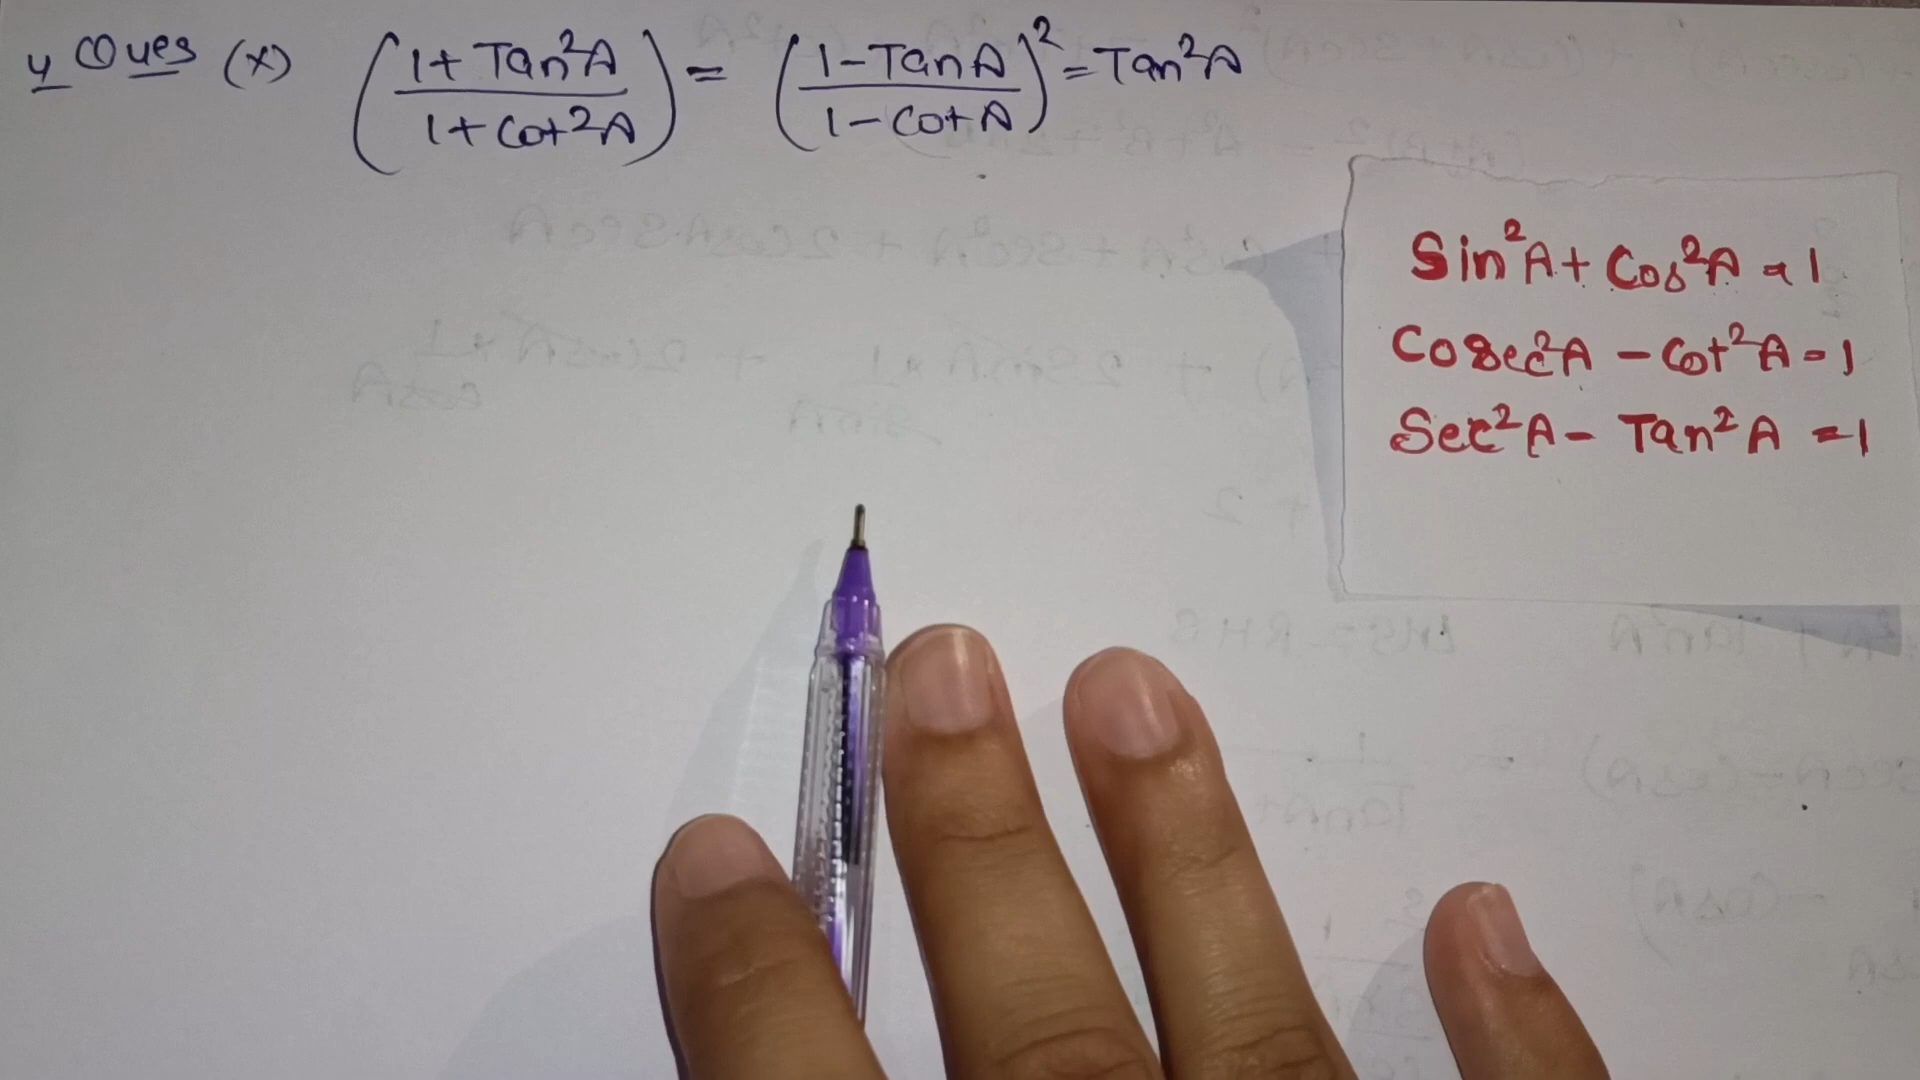 4 Ques (x) (1+Tan²A / 1+Cot²A) = (1-TanA / 1-CotA)² = Tan²A
Sin²A + Cos²A = 1
Cosec²A - Cot²A = 1
Sec²A - Tan²A = 1